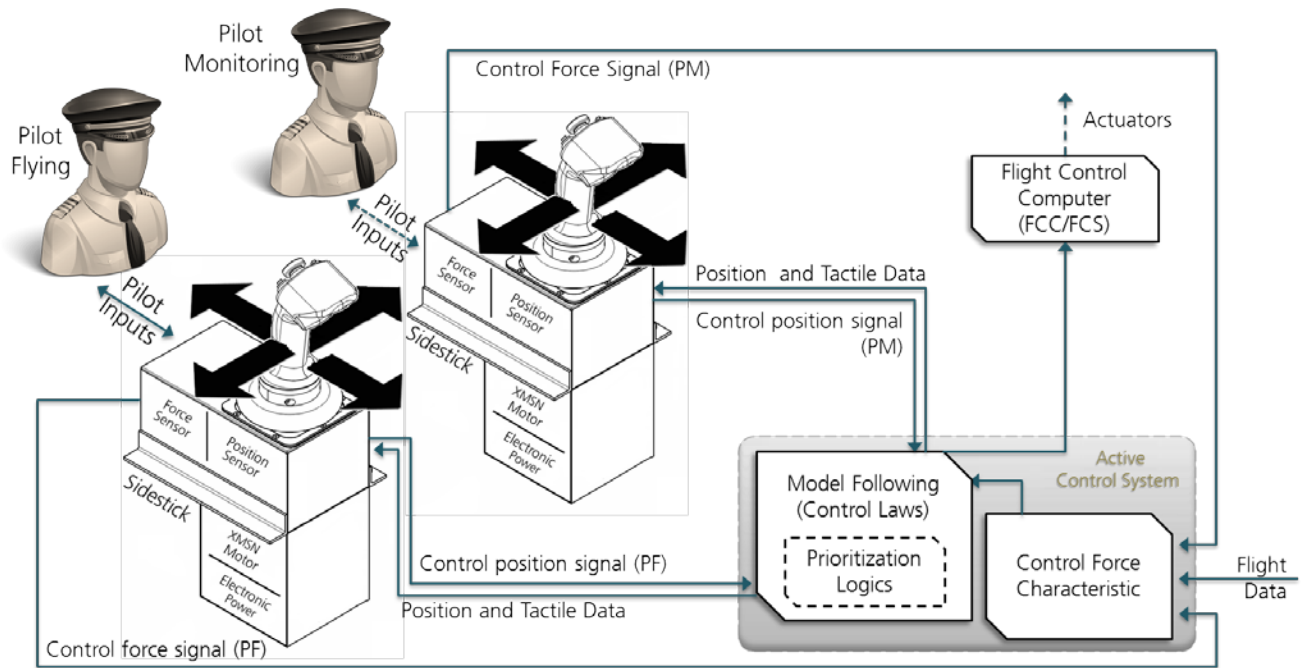 Pilot
Monitoring
Control Force Signal (PM)
Actuators
Pilot
Flying
Flight Control
Computer
(FCC/FCS)
Pilot
Inputs
Force
Sensor
Position
Sensor
Sidestick
XMSN
Motor
Electronic
Power
Position and Tactile Data
Control position signal
(PM)
Pilot
Inputs
Force
Sensor
Position
Sensor
Sidestick
XMSN
Motor
Electronic
Power
Active
Control System
Model Following
(Control Laws)
Prioritization
Logics
Control Force
Characteristic
Flight
Data
Control position signal (PF)
Position and Tactile Data
Control force signal (PF)